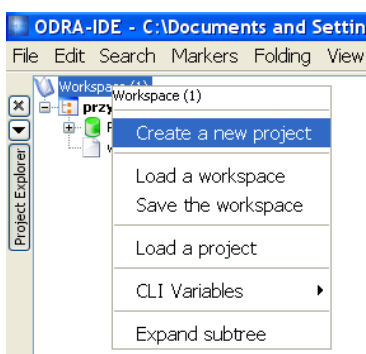 ODRA-IDE - C:\Documents and Settin
File Edit Search Markers Folding View
Workspace (1)
Workspace (1)
Create a new project
Load a workspace
Save the workspace
Load a project
CLI Variables
Expand subtree
Project Explorer